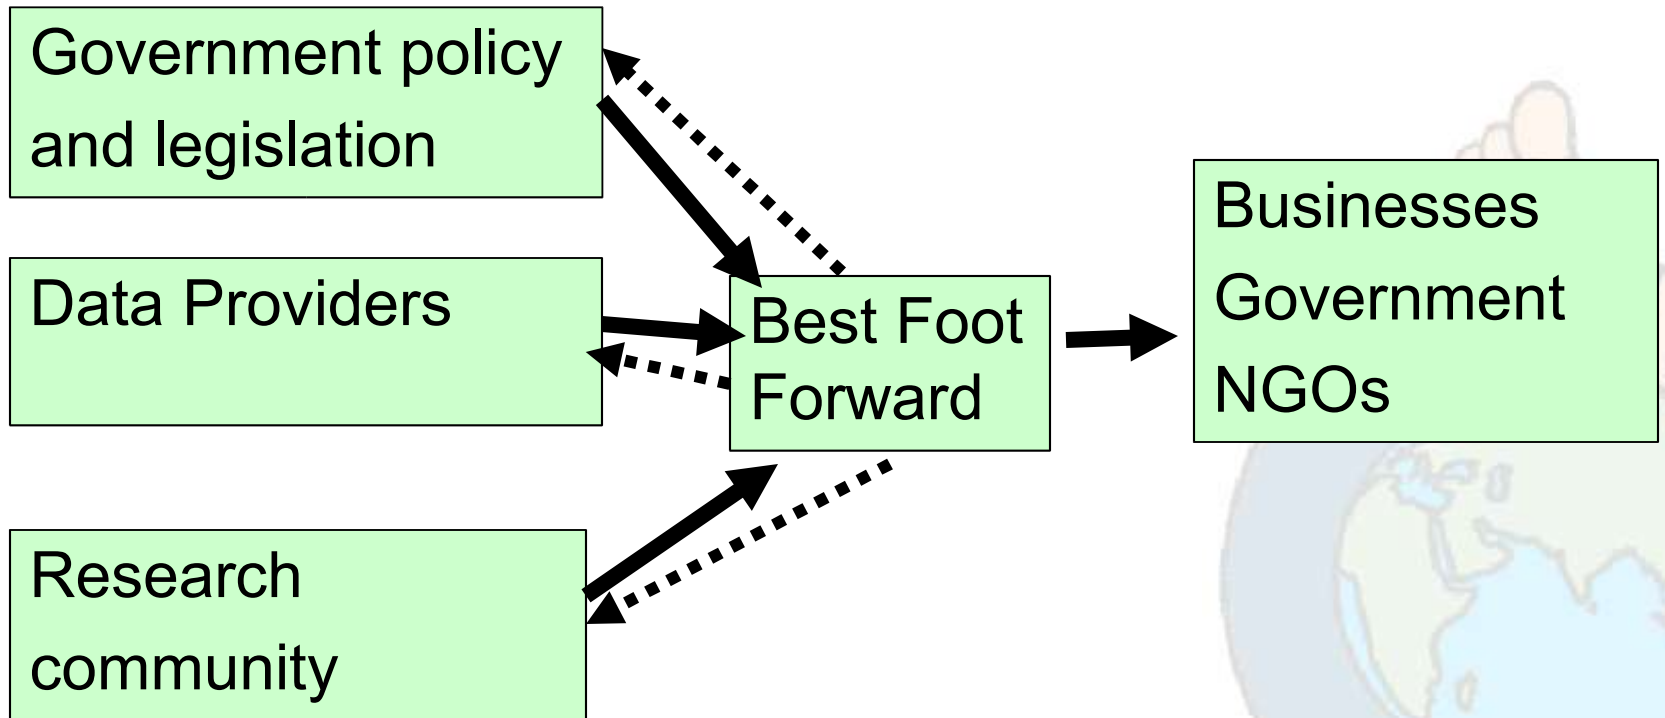 Government policy
and legislation
Data Providers
Research
community
Best Foot
Forward
Businesses
Government
NGOs